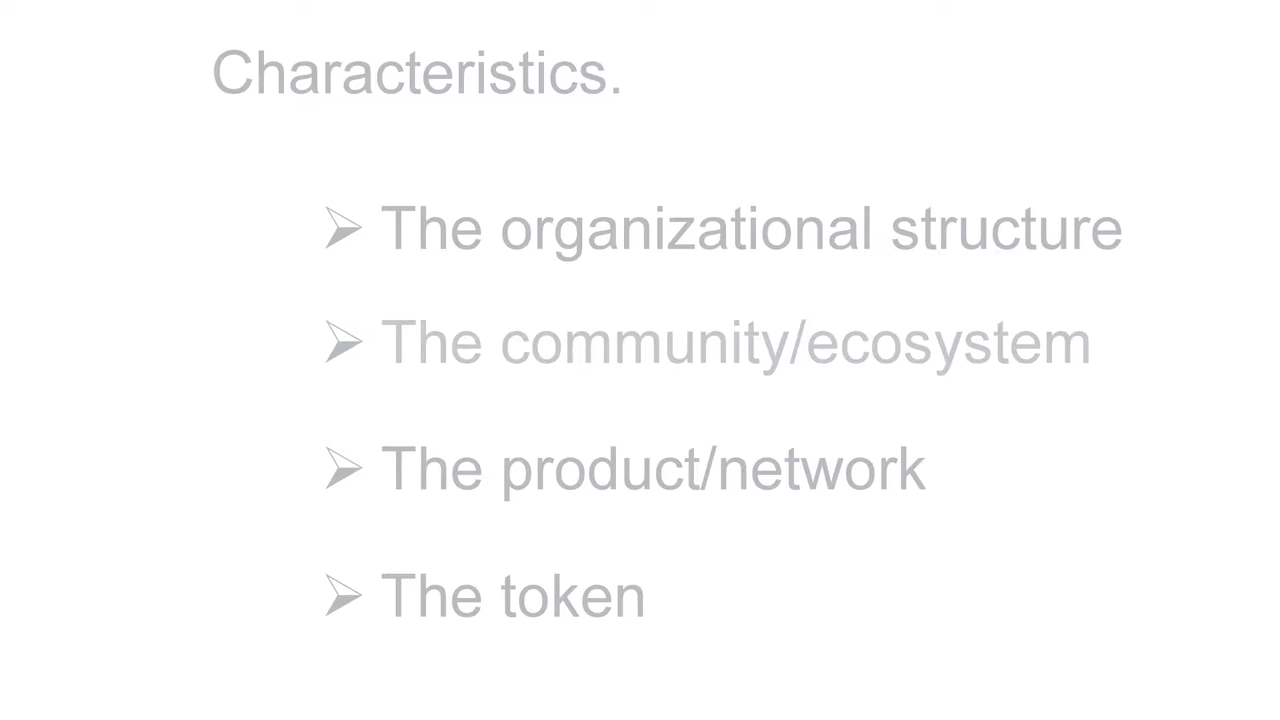 Characteristics.
➢ The organizational structure
➢ The community/ecosystem
➢ The product/network
➢ The token